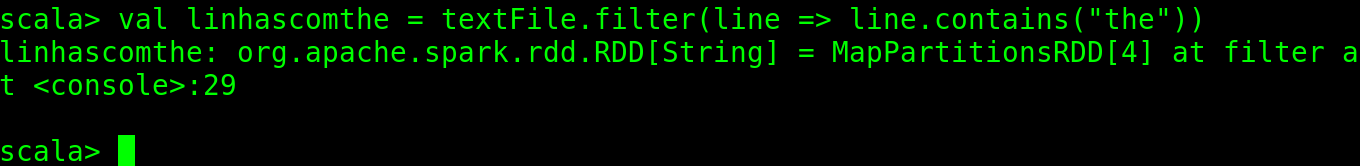 scala> val linhascomthe = textFile.filter(line => line.contains("the"))
linhascomthe: org.apache.spark.rdd.RDD[String] = MapPartitionsRDD[4] at filter a
t <console>:29
scala>